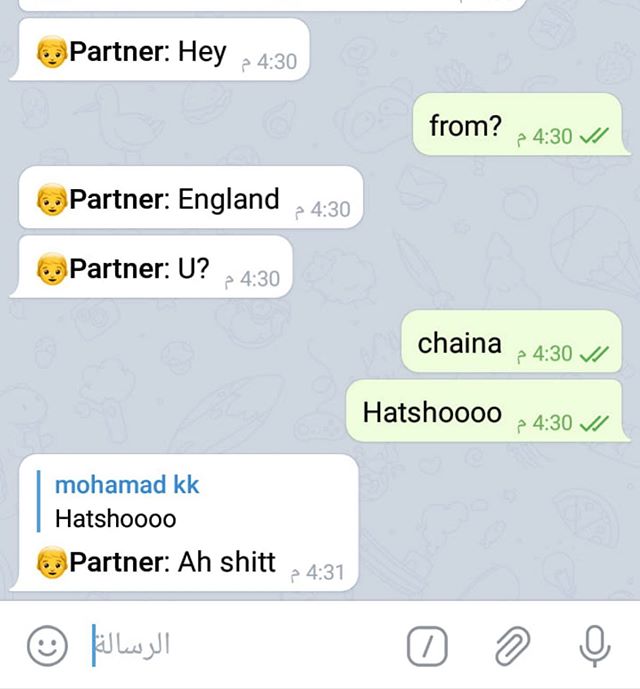 👦Partner: Hey 4:30 م
from? 4:30 م
👦Partner: England 4:30 م
👦Partner: U? 4:30 م
chaina 4:30 م
Hatshoooo 4:30 م
mohamad kk
Hatshoooo
👦Partner: Ah shitt 4:31 م
الرسالة